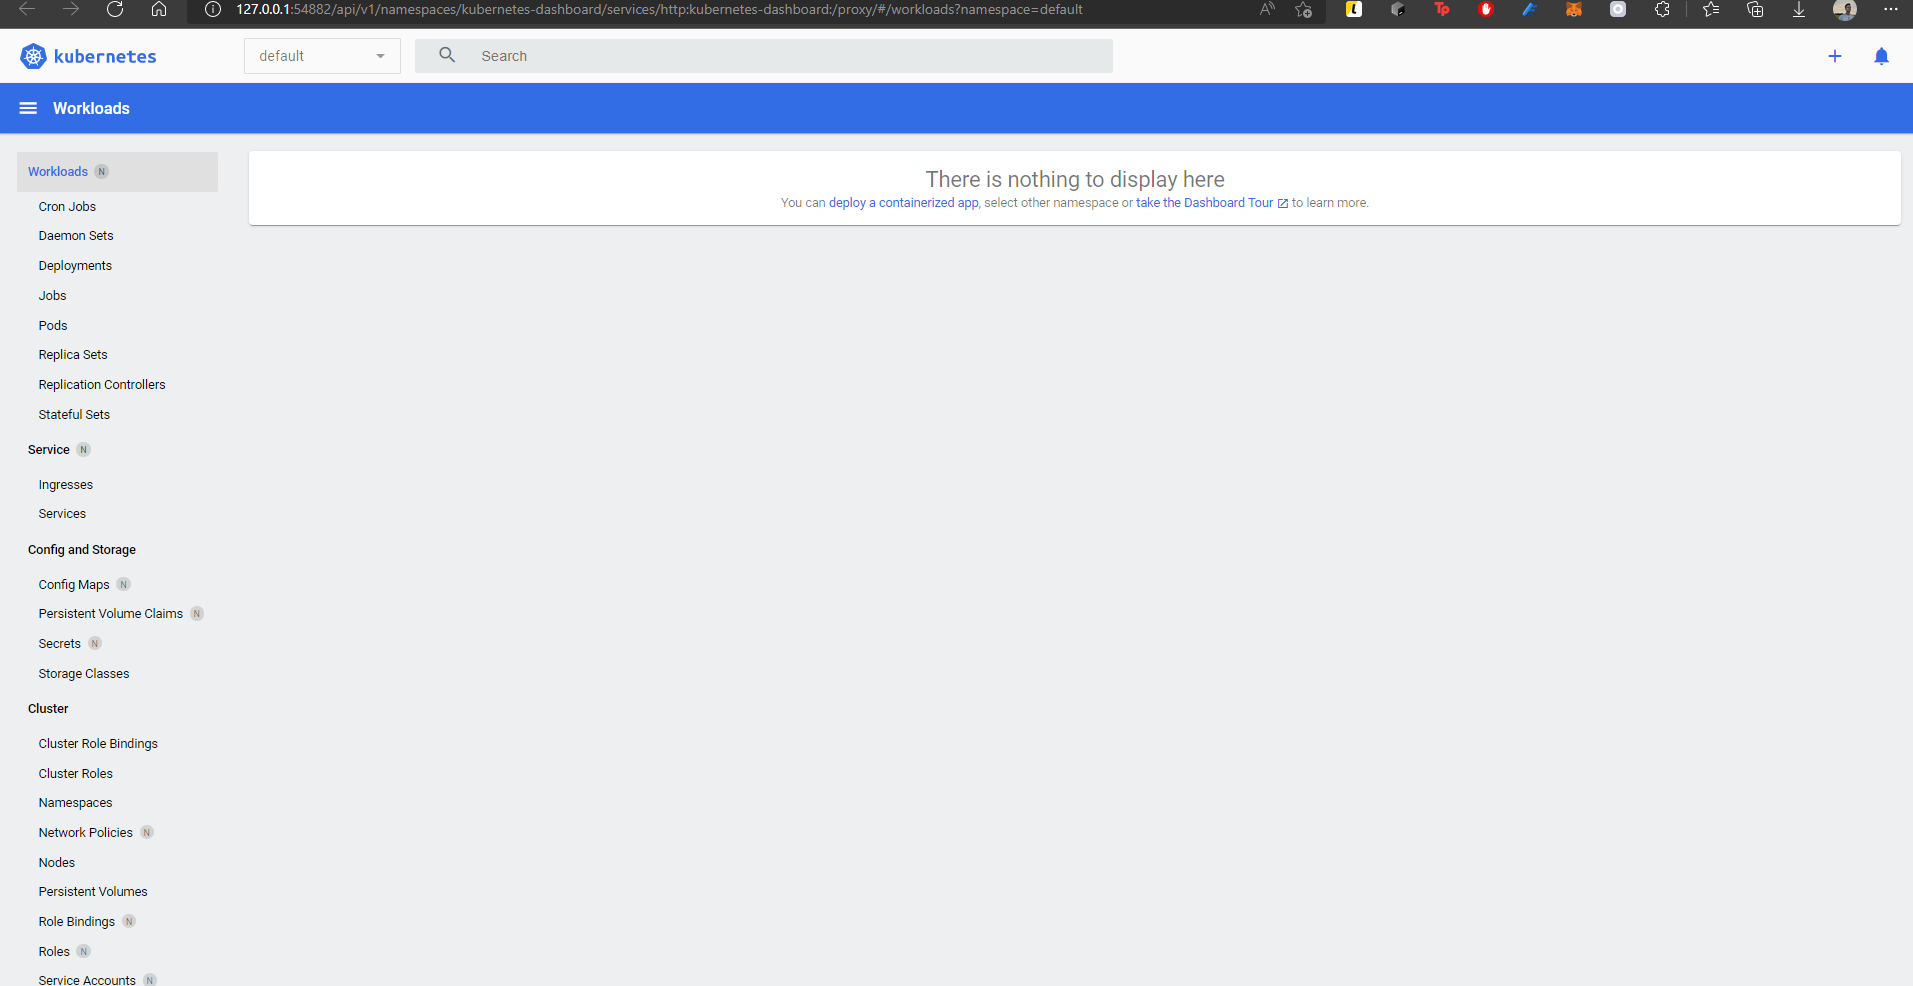 127.0.0.1:54882/api/v1/namespaces/kubernetes-dashboard/services/http:kubernetes-dashboard:/proxy/#/workloads?namespace=default
kubernetes
default
Search
Workloads
Workloads N
Cron Jobs
Daemon Sets
Deployments
Jobs
Pods
Replica Sets
Replication Controllers
Stateful Sets
Service N
Ingresses
Services
Config and Storage
Config Maps N
Persistent Volume Claims N
Secrets N
Storage Classes
Cluster
Cluster Role Bindings
Cluster Roles
Namespaces
Network Policies N
Nodes
Persistent Volumes
Role Bindings N
Roles N
Service Accounts N
There is nothing to display here
You can deploy a containerized app, select other namespace or take the Dashboard Tour to learn more.